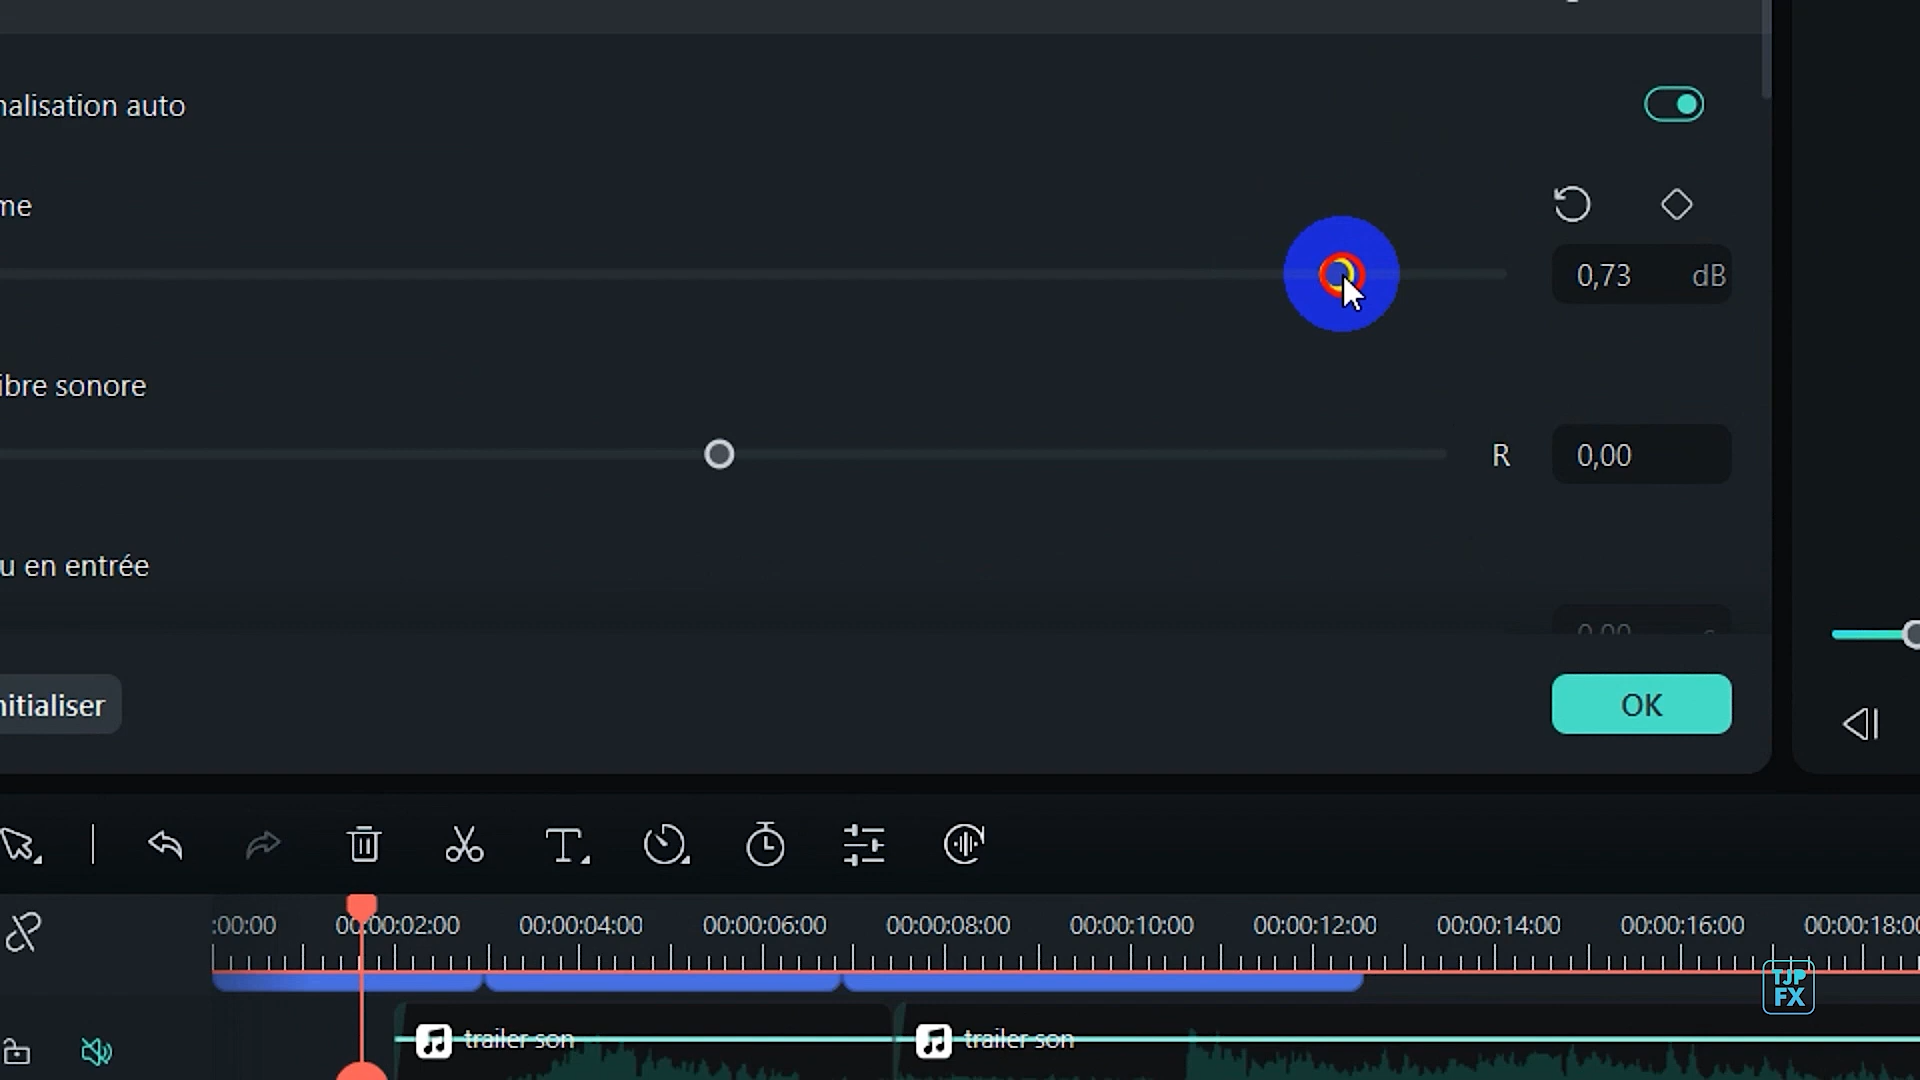 nalisation auto
me
0,73 dB
ibre sonore
R 0,00
u en entrée
0,00 s
nitialiser
OK
:00:00 00:00:02:00 00:00:04:00 00:00:06:00 00:00:08:00 00:00:10:00 00:00:12:00 00:00:14:00 00:00:16:00 00:00:18:00
TJP
FX
trailer son trailer son